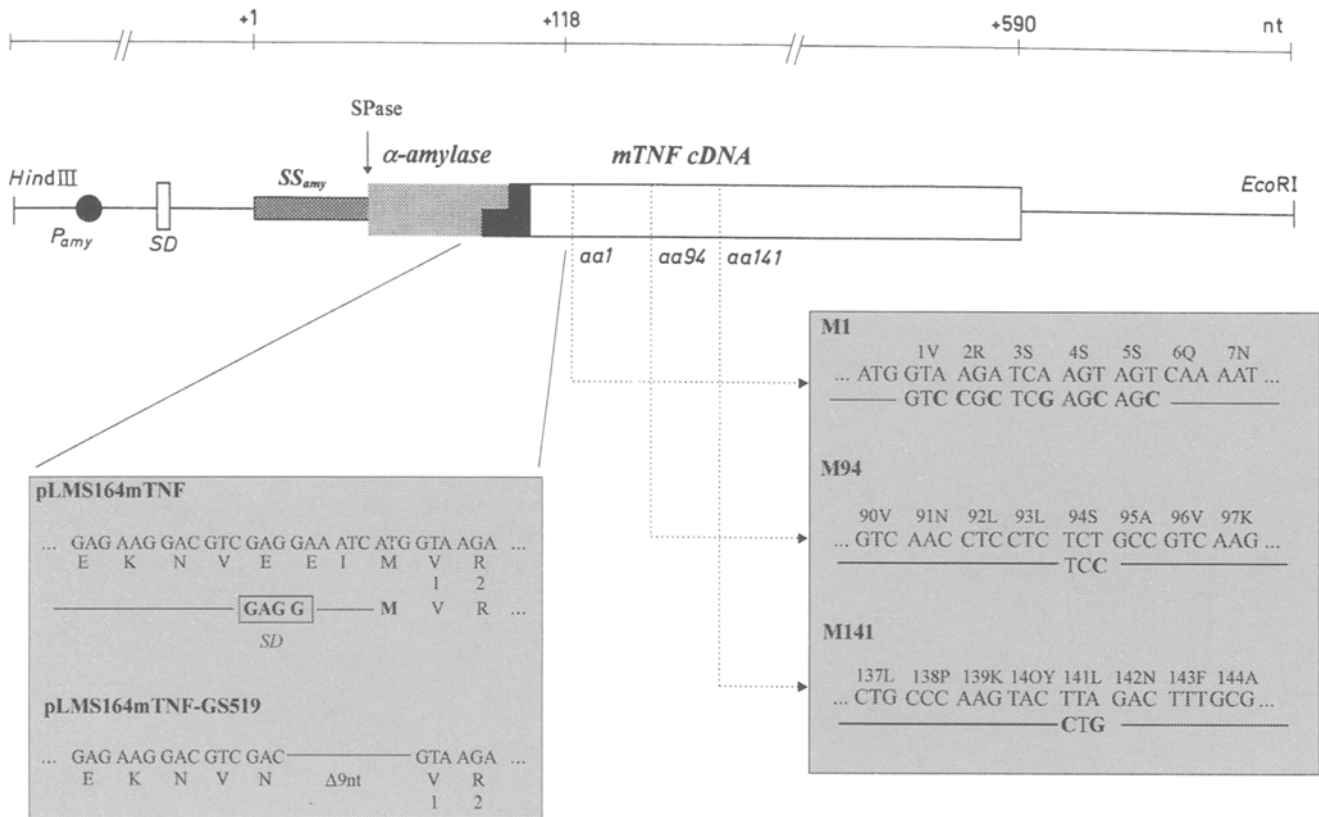 +1 +118 +590 nt
SPase
α-amylase mTNF cDNA
HindIII SSamy EcoRI
Pamy SD
aa1 aa94 aa141
M1
1V 2R 3S 4S 5S 6Q 7N
... ATG GTA AGA TCA AGT AGT CAA AAT ...
GTC CGC TCG AGC AGC
M94
90V 91N 92L 93L 94S 95A 96V 97K
... GTC AAC CTC CTC TCT GCC GTC AAG ...
TCC
M141
137L 138P 139K 14OY 141L 142N 143F 144A
... CTG CCC AAG TAC TTA GAC TTT GCG ...
CTG
pLMS164mTNF
... GAG AAG GAC GTC GAG GAA ATC ATG GTA AGA ...
E K N V E E I M V R
1 2
GAG G M V R ...
SD
pLMS164mTNF-GS519
... GAG AAG GAC GTC GAC GTA AGA ...
E K N V N Δ9nt V R
1 2